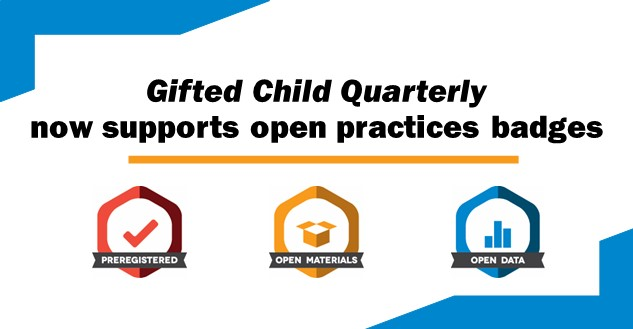 Gifted Child Quarterly
now supports open practices badges
PREREGISTERED
OPEN MATERIALS
OPEN DATA